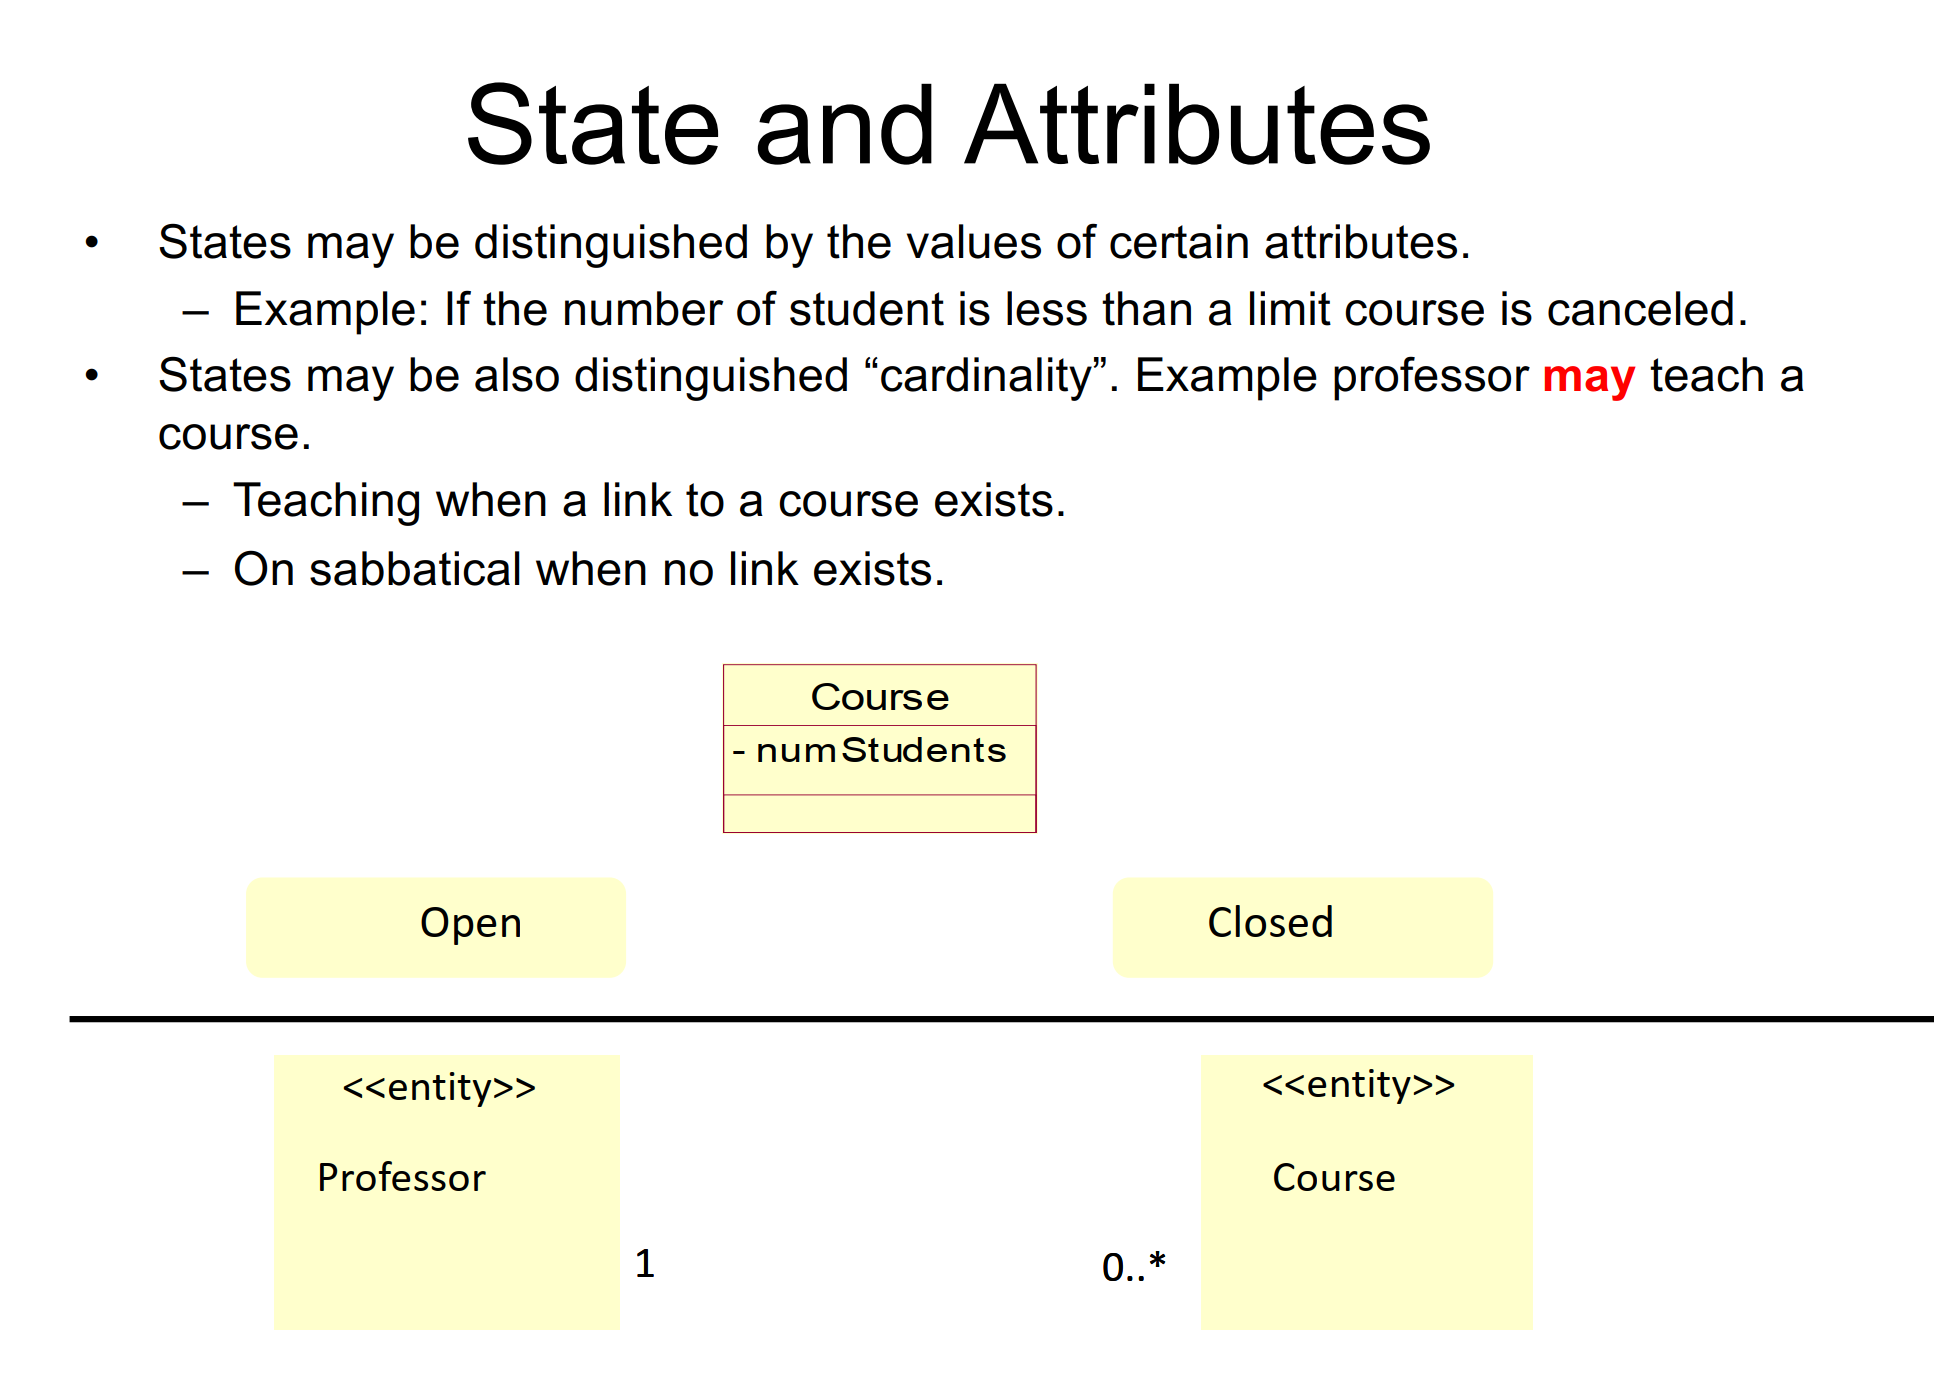 State and Attributes
• States may be distinguished by the values of certain attributes.
– Example: If the number of student is less than a limit course is canceled.
• States may be also distinguished “cardinality”. Example professor may teach a
course.
– Teaching when a link to a course exists.
– On sabbatical when no link exists.
Course
- numStudents
Open
Closed
<<entity>>
Professor
1
0..*
<<entity>>
Course